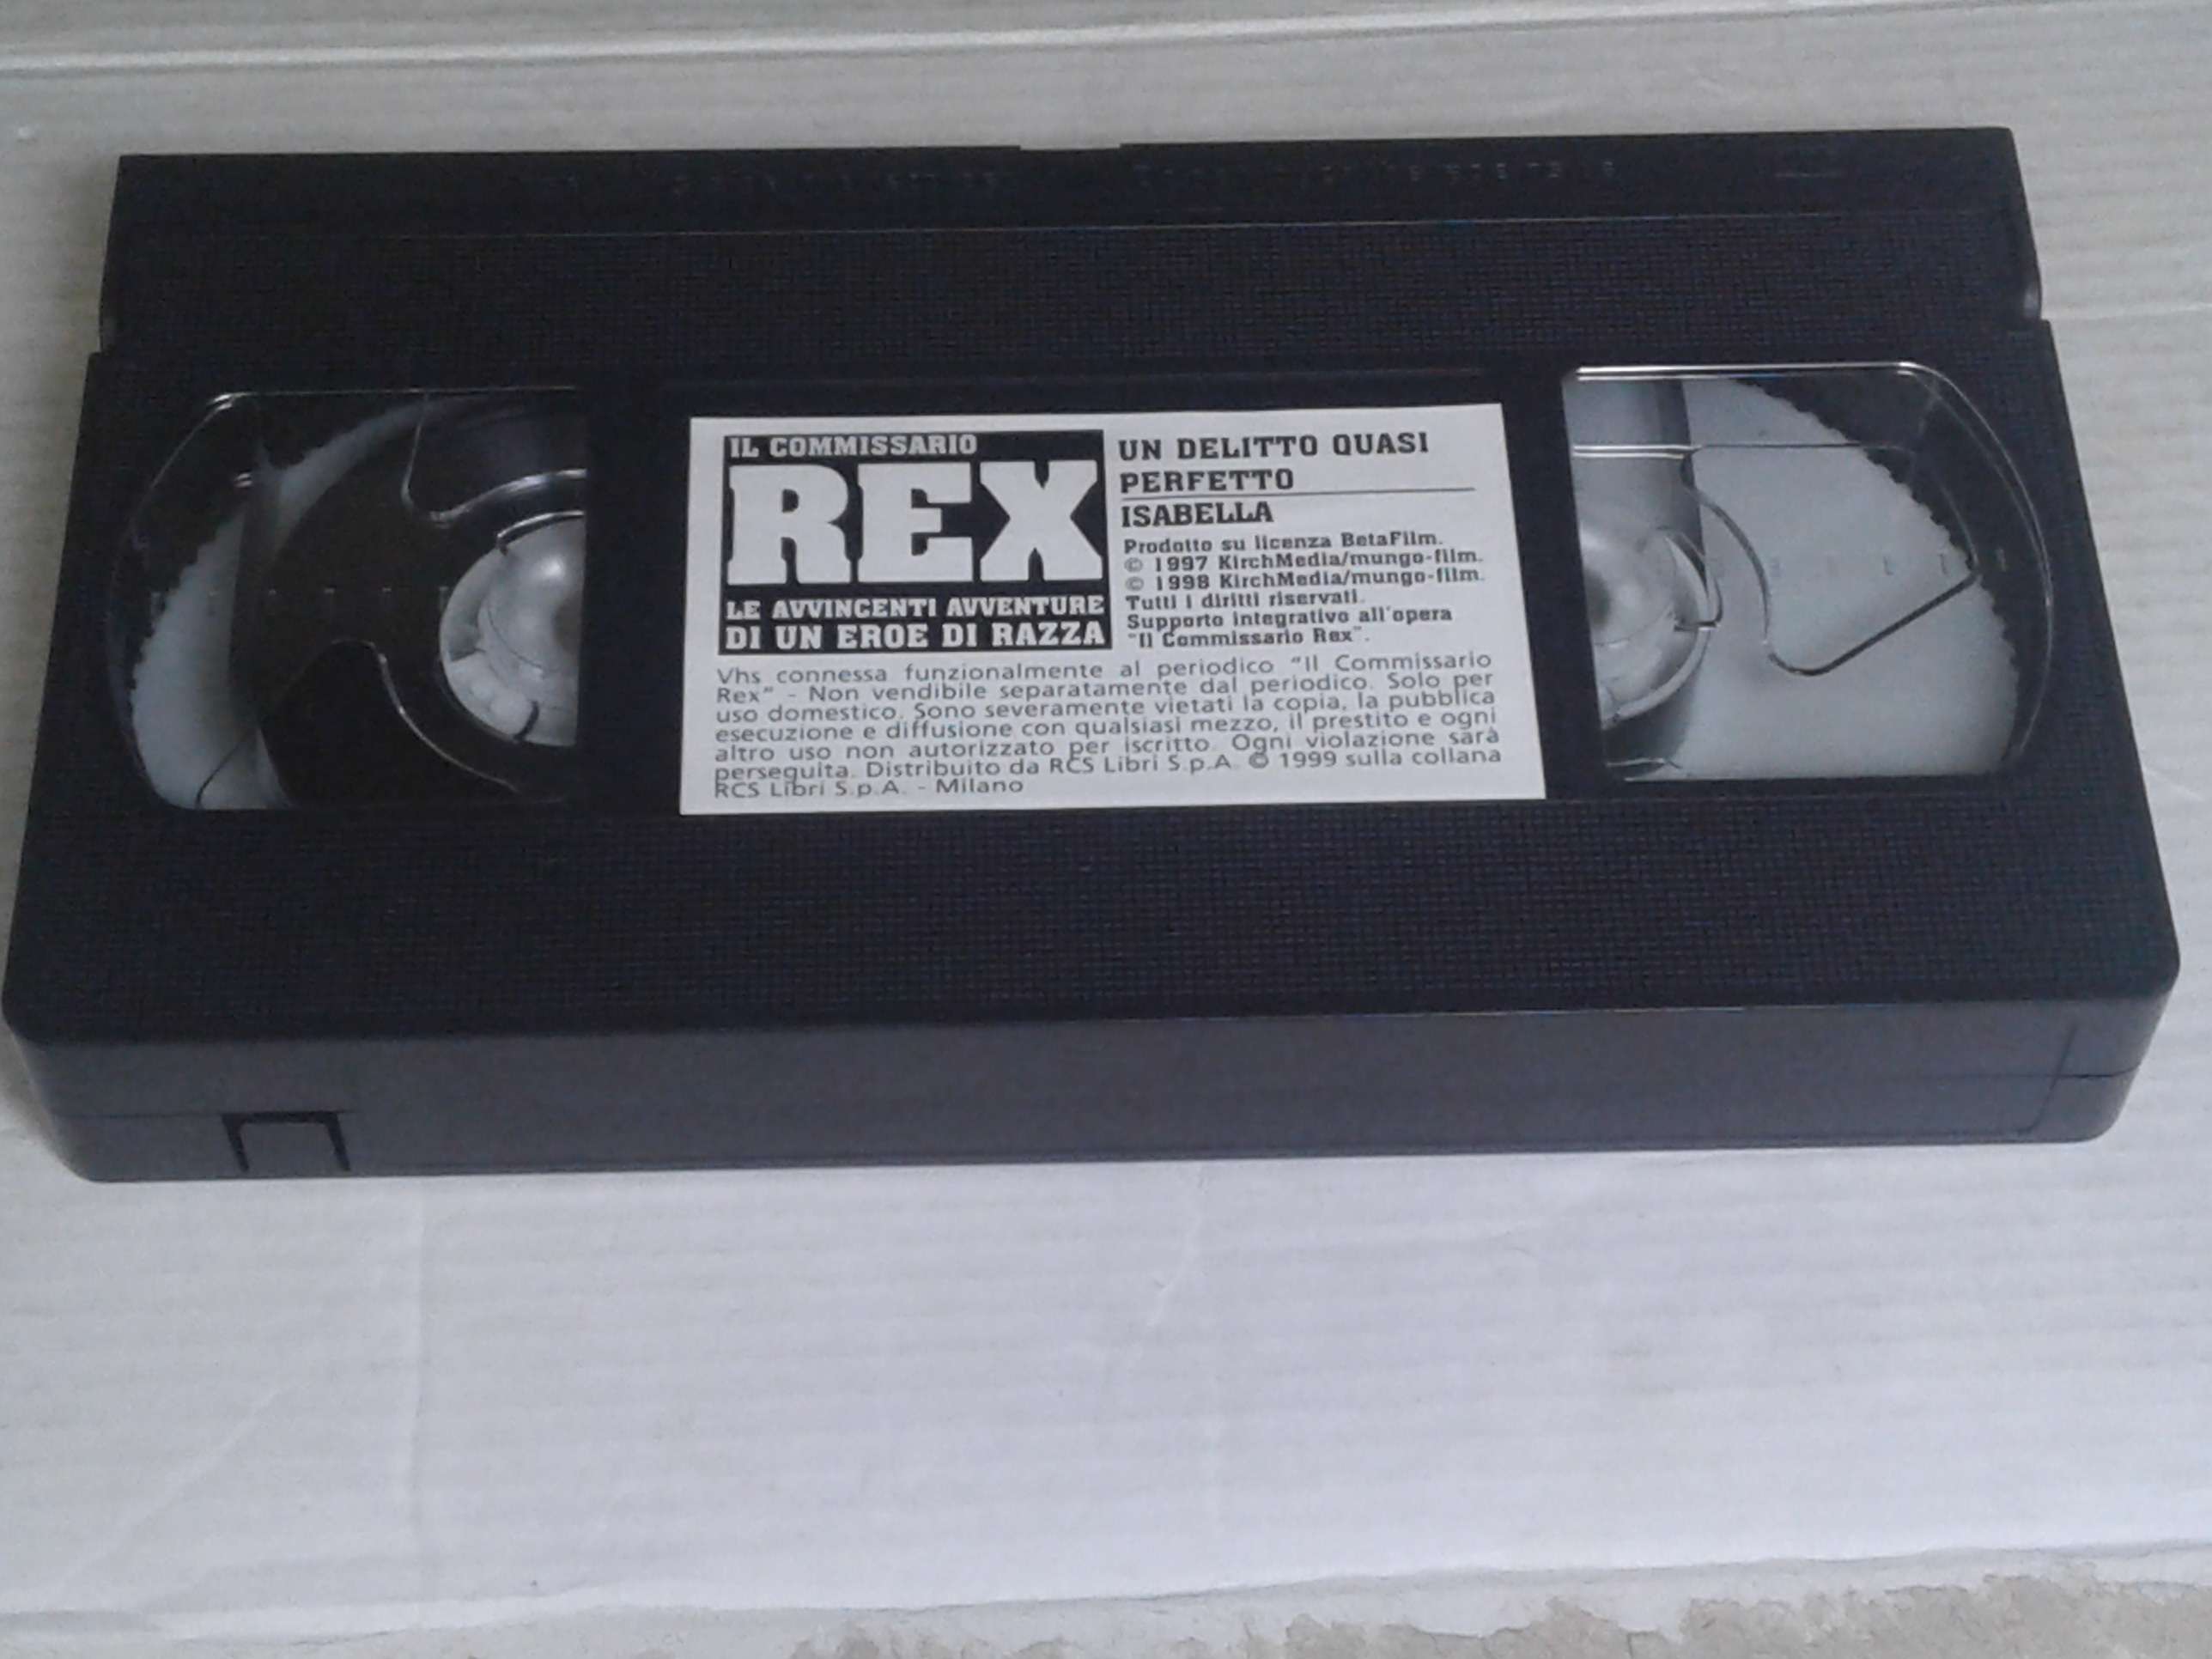 IL COMMISSARIO
REX
LE AVVINCENTI AVVENTURE
DI UN EROE DI RAZZA
UN DELITTO QUASI
PERFETTO
ISABELLA
Prodotto su licenza BetaFilm.
© 1997 KirchMedia/mungo-film.
© 1998 KirchMedia/mungo-film.
Tutti i diritti riservati.
Supporto integrativo all'opera
"Il Commissario Rex".
Vhs connessa funzionalmente al periodico "Il Commissario
Rex" - Non vendibile separatamente dal periodico. Solo per
uso domestico. Sono severamente vietati la copia, la pubblica
esecuzione e diffusione con qualsiasi mezzo, il prestito e ogni
altro uso non autorizzato per iscritto. Ogni violazione sarà
perseguita. Distribuito da RCS Libri S.p.A. © 1999 sulla collana
RCS Libri S.p.A. - Milano